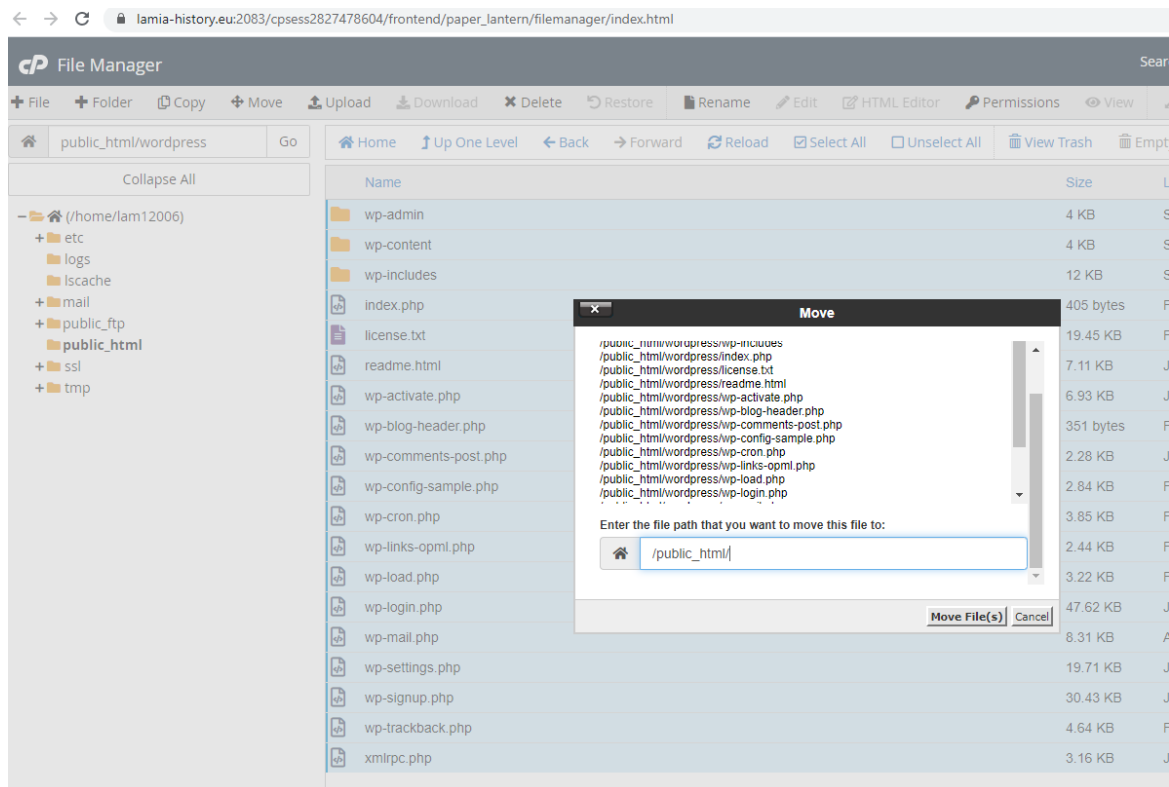 lamia-history.eu:2083/cpsess2827478604/frontend/paper_lantern/filemanager/index.html
cP File Manager
Sear
File Folder Copy Move Upload Download Delete Restore Rename Edit HTML Editor Permissions View
public_html/wordpress Go
Home Up One Level Back Forward Reload Select All Unselect All View Trash Empt
Collapse All
Name Size L
(/home/lam12006)
etc
logs
lscache
mail
public_ftp
public_html
ssl
tmp
wp-admin 4 KB S
wp-content 4 KB S
wp-includes 12 KB S
index.php 405 bytes F
license.txt 19.45 KB F
readme.html 7.11 KB J
wp-activate.php 6.93 KB J
wp-blog-header.php 351 bytes F
wp-comments-post.php 2.28 KB J
wp-config-sample.php 2.84 KB F
wp-cron.php 3.85 KB F
wp-links-opml.php 2.44 KB F
wp-load.php 3.22 KB F
wp-login.php 47.62 KB J
wp-mail.php 8.31 KB A
wp-settings.php 19.71 KB J
wp-signup.php 30.43 KB J
wp-trackback.php 4.64 KB F
xmlrpc.php 3.16 KB J
Move
/public_html/wordpress/wp-includes
/public_html/wordpress/index.php
/public_html/wordpress/license.txt
/public_html/wordpress/readme.html
/public_html/wordpress/wp-activate.php
/public_html/wordpress/wp-blog-header.php
/public_html/wordpress/wp-comments-post.php
/public_html/wordpress/wp-config-sample.php
/public_html/wordpress/wp-cron.php
/public_html/wordpress/wp-links-opml.php
/public_html/wordpress/wp-load.php
/public_html/wordpress/wp-login.php
Enter the file path that you want to move this file to:
/public_html/
Move File(s) Cancel